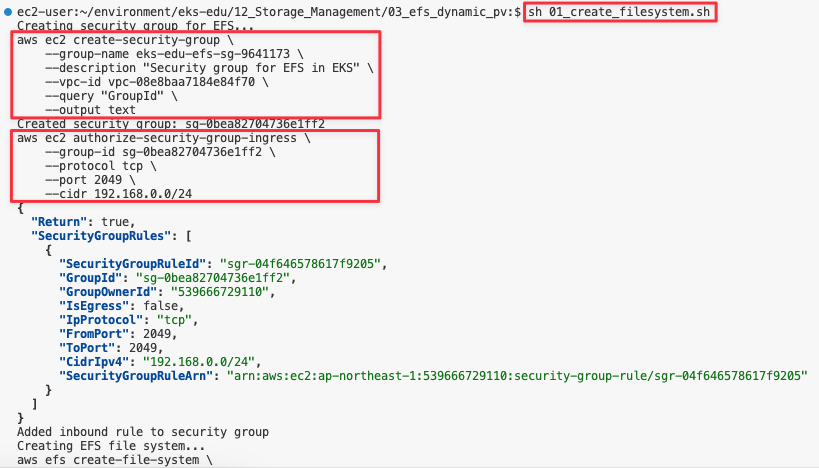 ec2-user:~/environment/eks-edu/12_Storage_Management/03_efs_dynamic_pv:$ sh 01_create_filesystem.sh
Creating security group for EFS...
aws ec2 create-security-group \
    --group-name eks-edu-efs-sg-9641173 \
    --description "Security group for EFS in EKS" \
    --vpc-id vpc-08e8baa7184e84f70 \
    --query "GroupId" \
    --output text
Created security group: sg-0bea82704736e1ff2
aws ec2 authorize-security-group-ingress \
    --group-id sg-0bea82704736e1ff2 \
    --protocol tcp \
    --port 2049 \
    --cidr 192.168.0.0/24
{
  "Return": true,
  "SecurityGroupRules": [
    {
      "SecurityGroupRuleId": "sgr-04f646578617f9205",
      "GroupId": "sg-0bea82704736e1ff2",
      "GroupOwnerId": "539666729110",
      "IsEgress": false,
      "IpProtocol": "tcp",
      "FromPort": 2049,
      "ToPort": 2049,
      "CidrIpv4": "192.168.0.0/24",
      "SecurityGroupRuleArn": "arn:aws:ec2:ap-northeast-1:539666729110:security-group-rule/sgr-04f646578617f9205"
    }
  ]
}
Added inbound rule to security group
Creating EFS file system...
aws efs create-file-system \